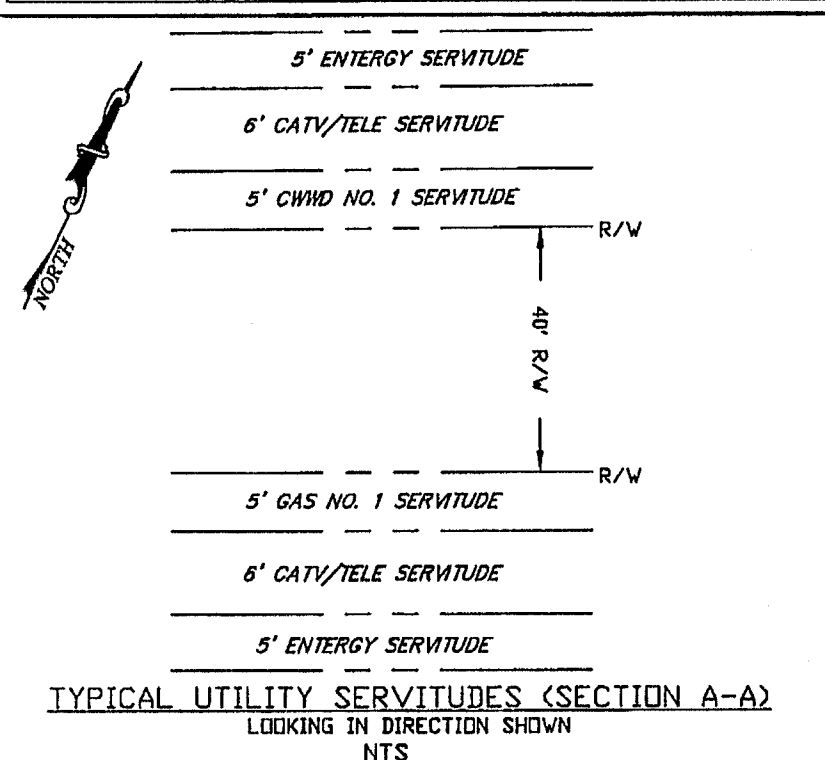 5' ENTERGY SERVITUDE
6' CATV/TELE SERVITUDE
5' CWWD NO. 1 SERVITUDE
R/W
NORTH
40' R/W
R/W
5' GAS NO. 1 SERVITUDE
6' CATV/TELE SERVITUDE
5' ENTERGY SERVITUDE
TYPICAL UTILITY SERVITUDES (SECTION A-A)
LOOKING IN DIRECTION SHOWN
NTS